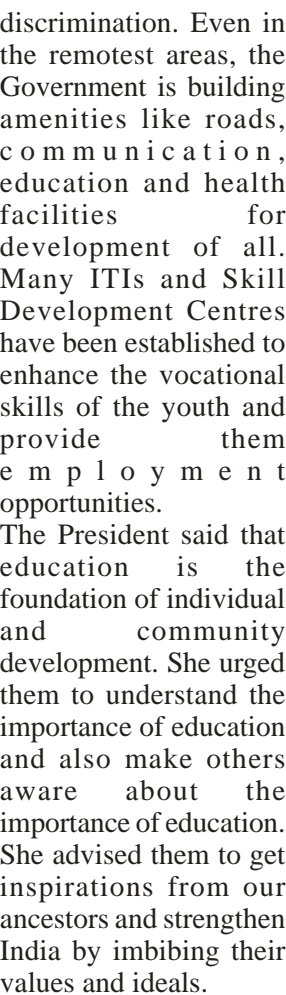 discrimination. Even in
the remotest areas, the
Government is building
amenities like roads,
communication,
education and health
facilities for
development of all.
Many ITIs and Skill
Development Centres
have been established to
enhance the vocational
skills of the youth and
provide them
employment
opportunities.
The President said that
education is the
foundation of individual
and community
development. She urged
them to understand the
importance of education
and also make others
aware about the
importance of education.
She advised them to get
inspirations from our
ancestors and strengthen
India by imbibing their
values and ideals.